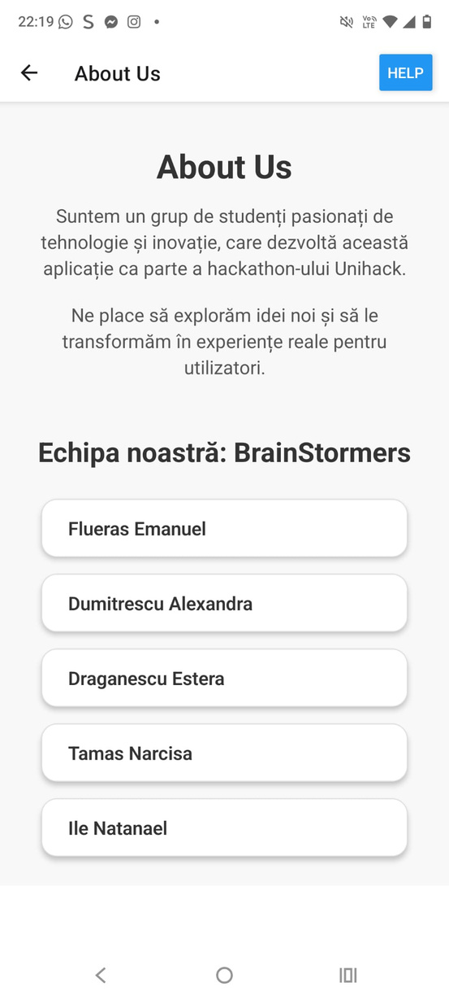 22:19
Vo))
LTE
About Us
HELP
About Us
Suntem un grup de studenți pasionați de
tehnologie și inovație, care dezvoltă această
aplicație ca parte a hackathon-ului Unihack.
Ne place să explorăm idei noi și să le
transformăm în experiențe reale pentru
utilizatori.
Echipa noastră: BrainStormers
Flueras Emanuel
Dumitrescu Alexandra
Draganescu Estera
Tamas Narcisa
Ile Natanael